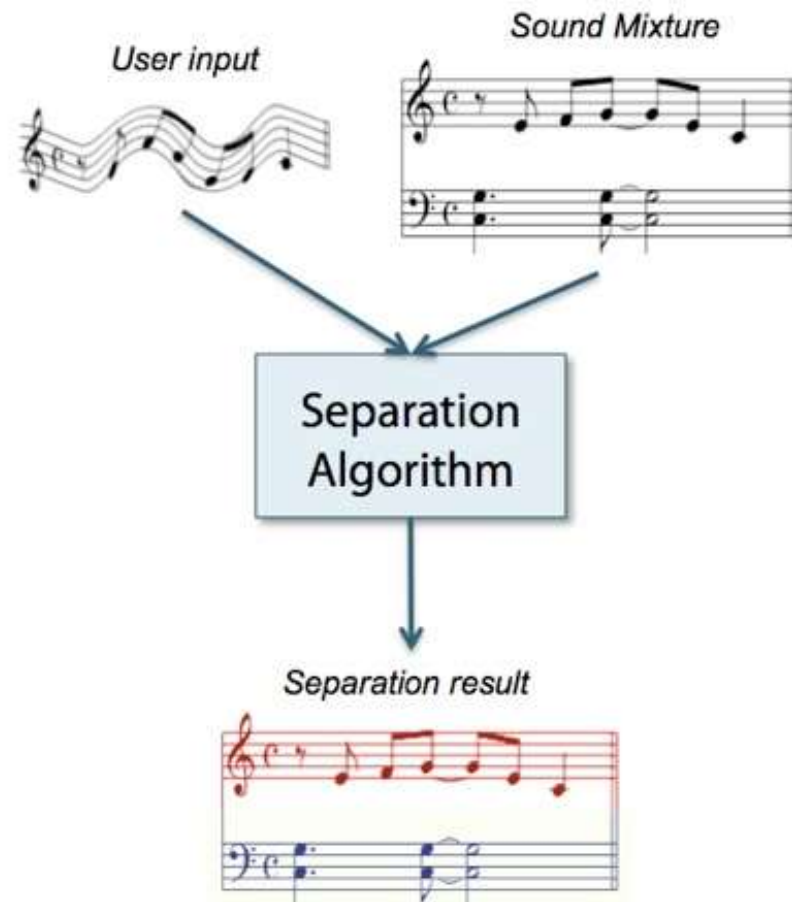 User input
Sound Mixture
Separation
Algorithm
Separation result